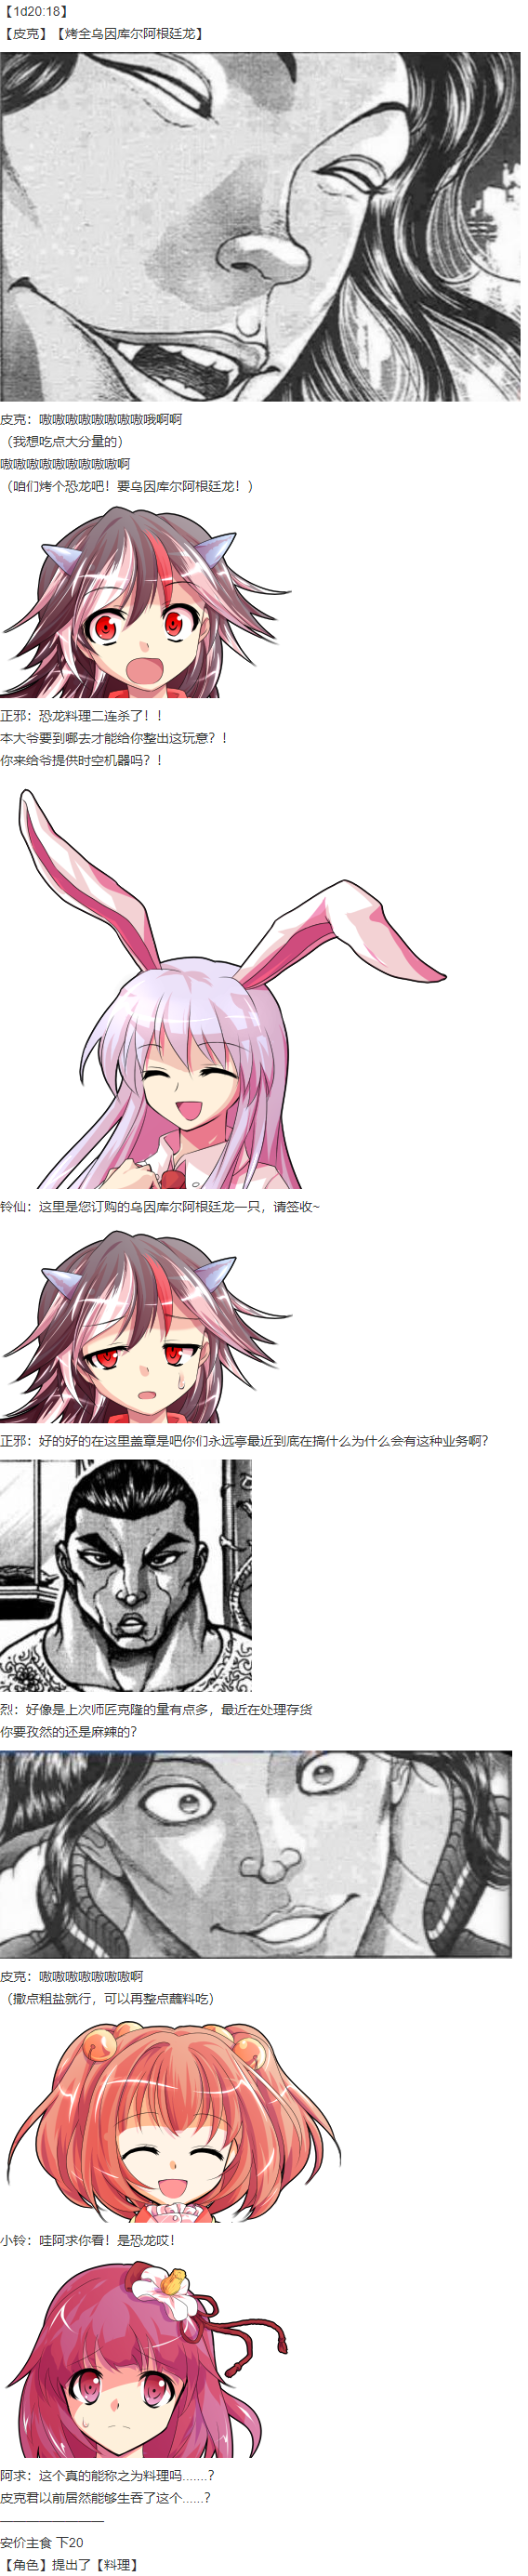 【1d20:18】
【皮克】【烤全乌因库尔阿根廷龙】
皮克：嗷嗷嗷嗷嗷嗷嗷嗷哦啊啊
（我想吃点大分量的）
嗷嗷嗷嗷嗷嗷嗷嗷嗷啊
（咱们烤个恐龙吧！要乌因库尔阿根廷龙！）
正邪：恐龙料理二连杀了！！
本大爷要到哪去才能给你整出这玩意？！
你来给爷提供时空机器吗？！
铃仙：这里是您订购的乌因库尔阿根廷龙一只，请签收~
正邪：好的好的在这里盖章是吧你们永远亭最近到底在搞什么为什么会有这种业务啊？
烈：好像是上次师匠克隆的量有点多，最近在处理存货
你要孜然的还是麻辣的？
皮克：嗷嗷嗷嗷嗷嗷嗷啊
（撒点粗盐就行，可以再整点蘸料吃）
小铃：哇阿求你看！是恐龙哎！
阿求：这个真的能称之为料理吗.......？
皮克君以前居然能够生吞了这个......？
————————
安价主食 下20
【角色】提出了【料理】